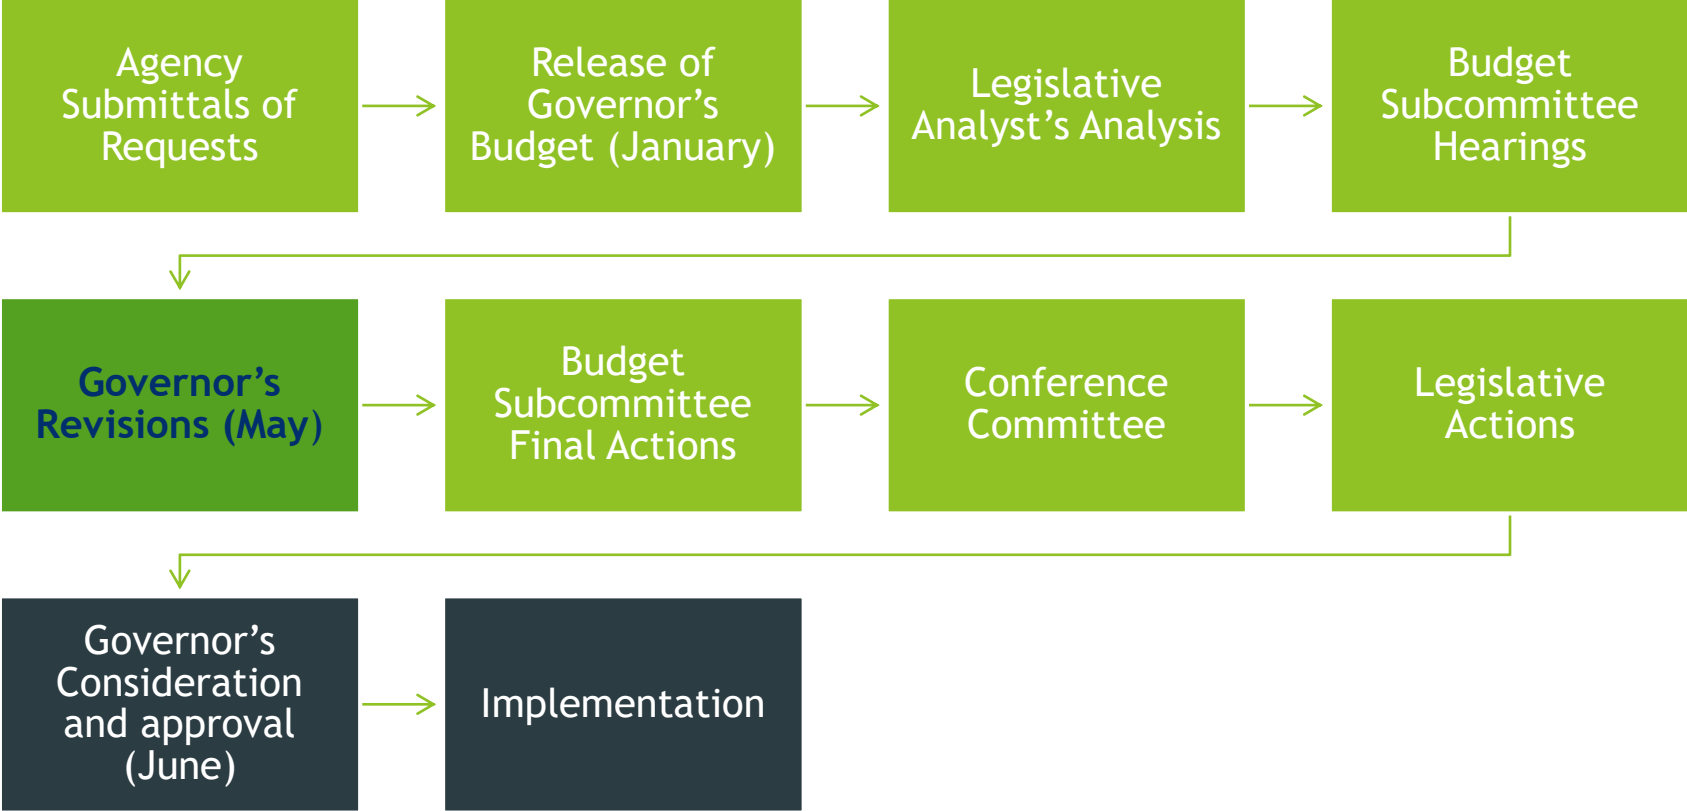 Agency
Submittals of
Requests
Release of
Governor’s
Budget (January)
Legislative
Analyst’s Analysis
Budget
Subcommittee
Hearings
Governor’s
Revisions (May)
Budget
Subcommittee
Final Actions
Conference
Committee
Legislative
Actions
Governor’s
Consideration
and approval
(June)
Implementation